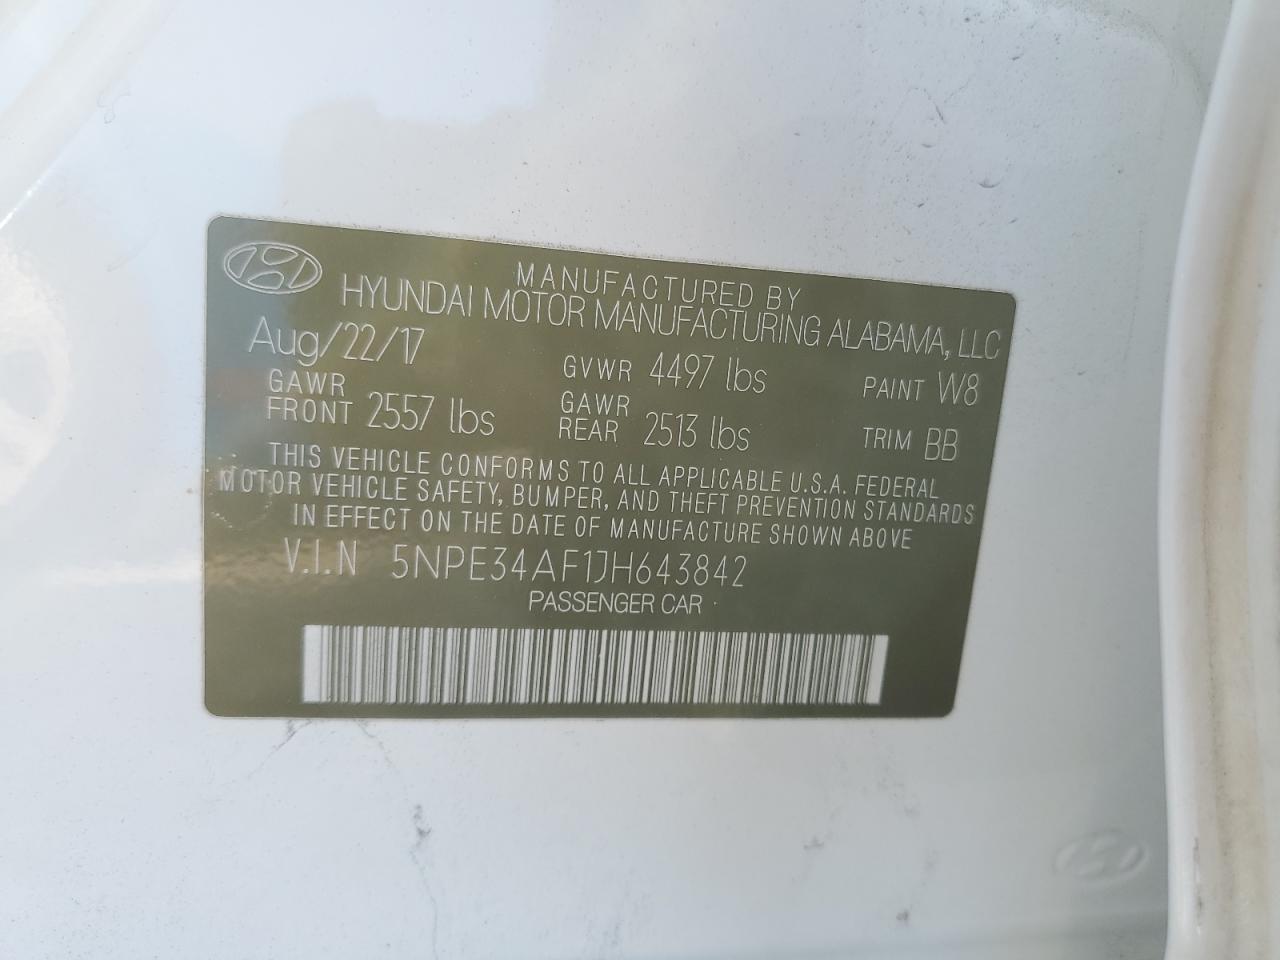 MANUFACTURED BY
HYUNDAI MOTOR MANUFACTURING ALABAMA, LLC
Aug/22/17 GVWR 4497 lbs PAINT W8
GAWR FRONT 2557 lbs GAWR REAR 2513 lbs TRIM BB
THIS VEHICLE CONFORMS TO ALL APPLICABLE U.S.A. FEDERAL
MOTOR VEHICLE SAFETY, BUMPER, AND THEFT PREVENTION STANDARDS
IN EFFECT ON THE DATE OF MANUFACTURE SHOWN ABOVE
V.I.N 5NPE34AF1JH643842
PASSENGER CAR